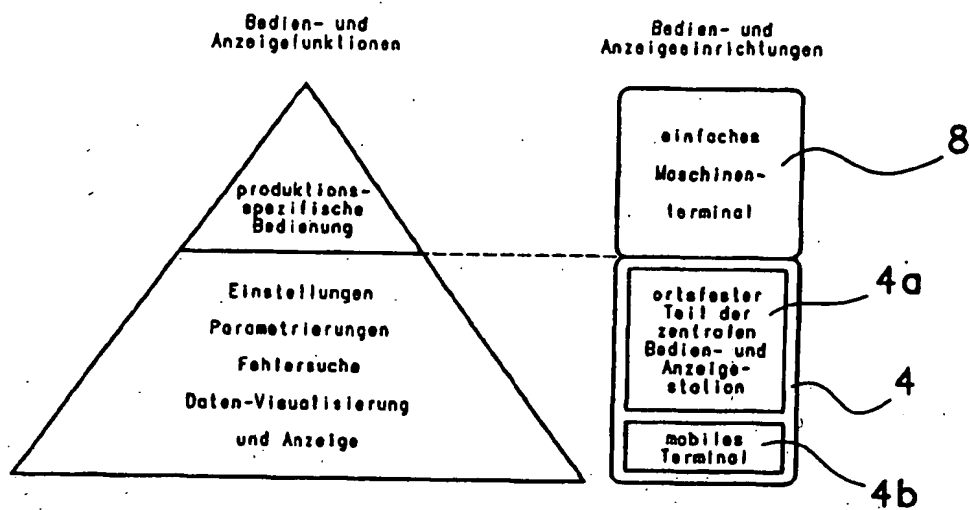 Bedien- und
Anzeigefunktionen
produktions-
spezifische
Bedienung
Einstellungen
Parametrierungen
Fehlersuche
Daten-Visualisierung
und Anzeige
Bedien- und
Anzeigeeinrichtungen
einfaches
Maschinen-
terminal
8
ortsfester
Teil der
zentralen
Bedien- und
Anzeige-
station
4a
4
mobiles
Terminal
4b